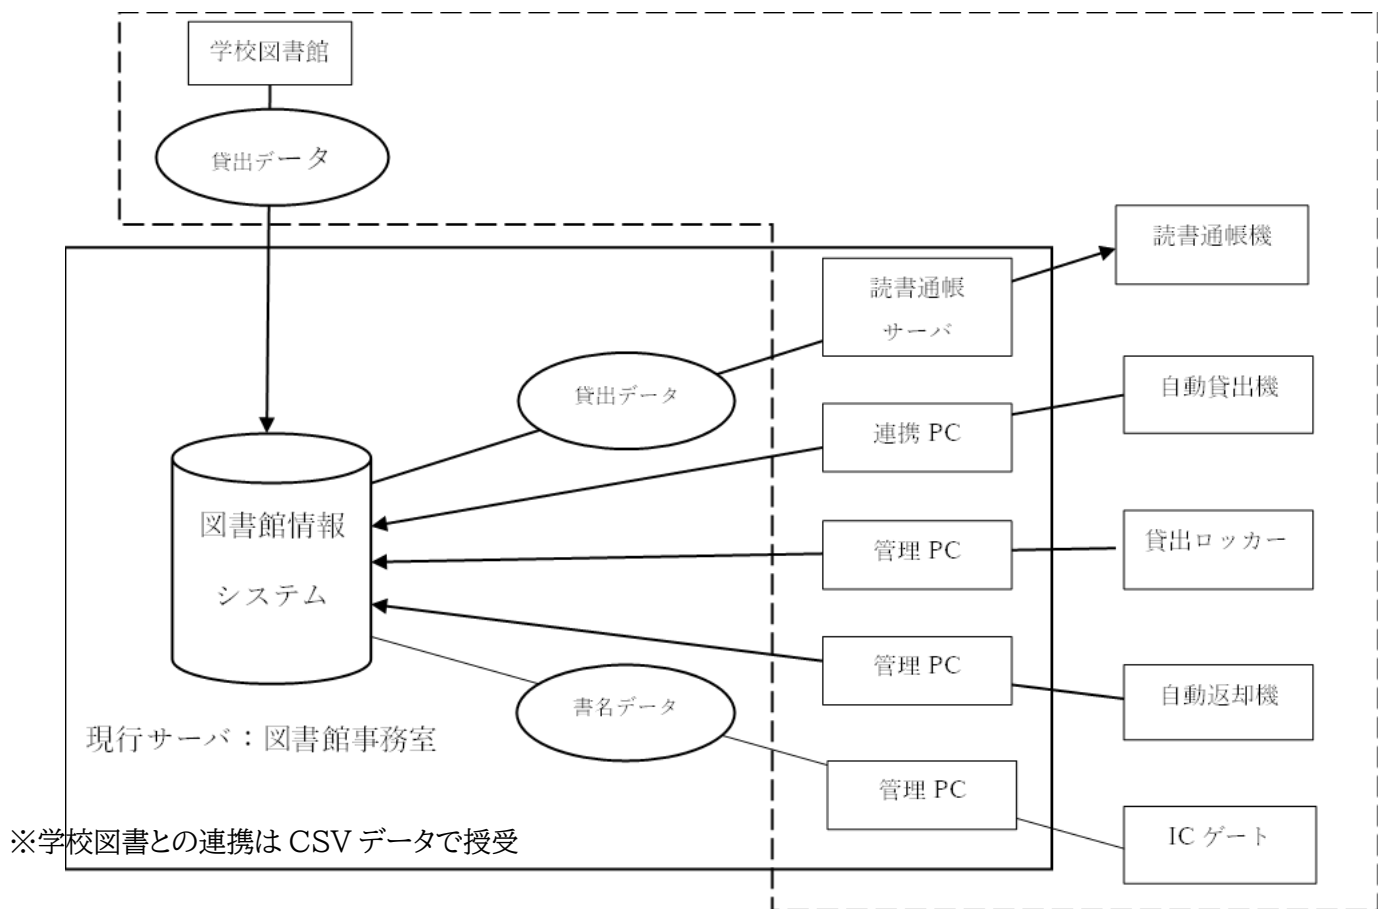 学校図書館
貸出データ
読書通帳機
読書通帳
サーバ
貸出データ
自動貸出機
連携 PC
図書館情報
システム
管理 PC
貸出ロッカー
管理 PC
自動返却機
書名データ
現行サーバ：図書館事務室
管理 PC
IC ゲート
※学校図書との連携は CSV データで授受